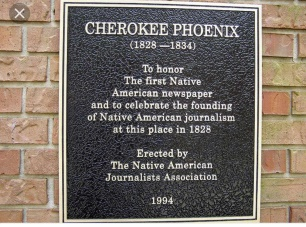 CHEROKEE PHOENIX
(1828 —1834)
To honor
The first Native
American newspaper
and to celebrate the founding
of Native American journalism
at this place in 1828
Erected by
The Native American
Journalists Association
1994